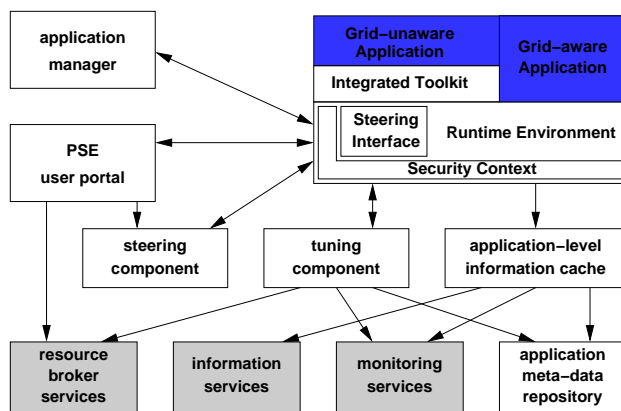 application
manager
Grid−unaware
Application
Grid−aware
Application
Integrated Toolkit
Steering
Interface
Runtime Environment
Security Context
PSE
user portal
steering
component
tuning
component
application−level
information cache
resource
broker
services
information
services
monitoring
services
application
meta−data
repository